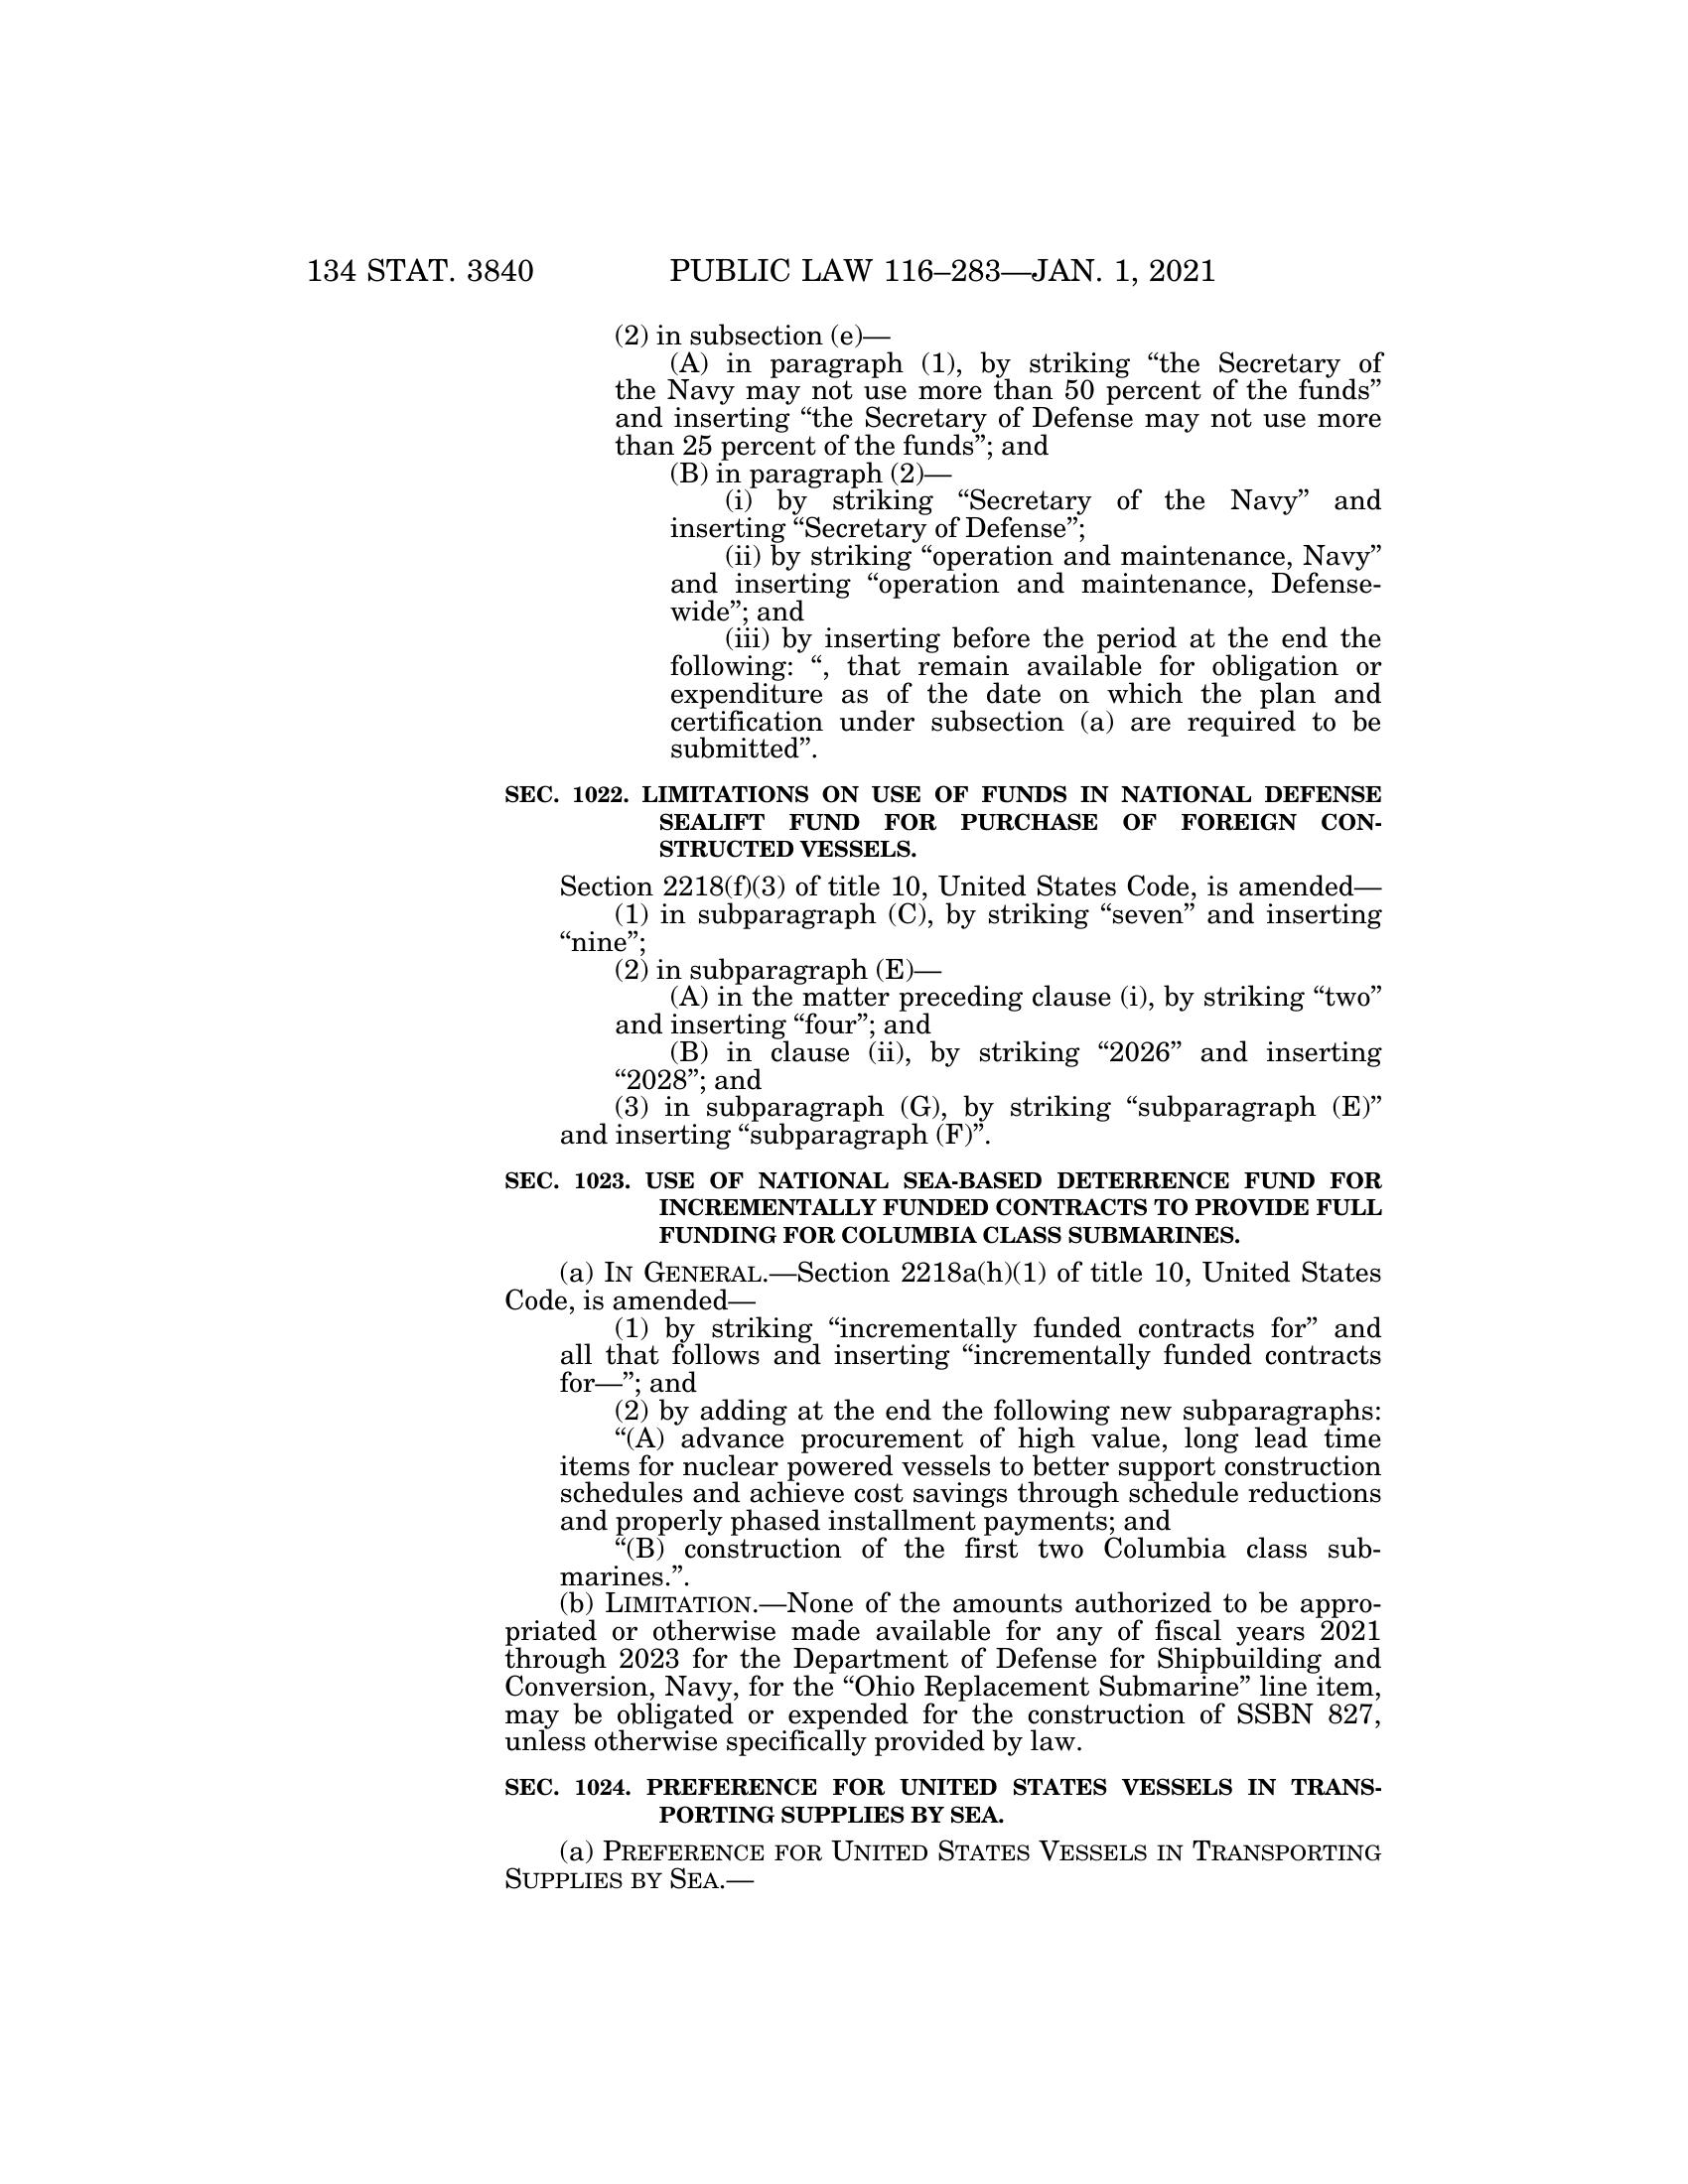 134 STAT. 3840 PUBLIC LAW 116–283—JAN. 1, 2021
(2) in subsection (e)—
(A) in paragraph (1), by striking “the Secretary of
the Navy may not use more than 50 percent of the funds”
and inserting “the Secretary of Defense may not use more
than 25 percent of the funds”; and
(B) in paragraph (2)—
(i) by striking “Secretary of the Navy” and
inserting “Secretary of Defense”;
(ii) by striking “operation and maintenance, Navy”
and inserting “operation and maintenance, Defense-
wide”; and
(iii) by inserting before the period at the end the
following: “, that remain available for obligation or
expenditure as of the date on which the plan and
certification under subsection (a) are required to be
submitted”.
SEC. 1022. LIMITATIONS ON USE OF FUNDS IN NATIONAL DEFENSE
SEALIFT FUND FOR PURCHASE OF FOREIGN CON-
STRUCTED VESSELS.
Section 2218(f)(3) of title 10, United States Code, is amended—
(1) in subparagraph (C), by striking “seven” and inserting
“nine”;
(2) in subparagraph (E)—
(A) in the matter preceding clause (i), by striking “two”
and inserting “four”; and
(B) in clause (ii), by striking “2026” and inserting
“2028”; and
(3) in subparagraph (G), by striking “subparagraph (E)”
and inserting “subparagraph (F)”.
SEC. 1023. USE OF NATIONAL SEA-BASED DETERRENCE FUND FOR
INCREMENTALLY FUNDED CONTRACTS TO PROVIDE FULL
FUNDING FOR COLUMBIA CLASS SUBMARINES.
(a) IN GENERAL.—Section 2218a(h)(1) of title 10, United States
Code, is amended—
(1) by striking “incrementally funded contracts for” and
all that follows and inserting “incrementally funded contracts
for—”; and
(2) by adding at the end the following new subparagraphs:
“(A) advance procurement of high value, long lead time
items for nuclear powered vessels to better support construction
schedules and achieve cost savings through schedule reductions
and properly phased installment payments; and
“(B) construction of the first two Columbia class sub-
marines.”.
(b) LIMITATION.—None of the amounts authorized to be appro-
priated or otherwise made available for any of fiscal years 2021
through 2023 for the Department of Defense for Shipbuilding and
Conversion, Navy, for the “Ohio Replacement Submarine” line item,
may be obligated or expended for the construction of SSBN 827,
unless otherwise specifically provided by law.
SEC. 1024. PREFERENCE FOR UNITED STATES VESSELS IN TRANS-
PORTING SUPPLIES BY SEA.
(a) PREFERENCE FOR UNITED STATES VESSELS IN TRANSPORTING
SUPPLIES BY SEA.—